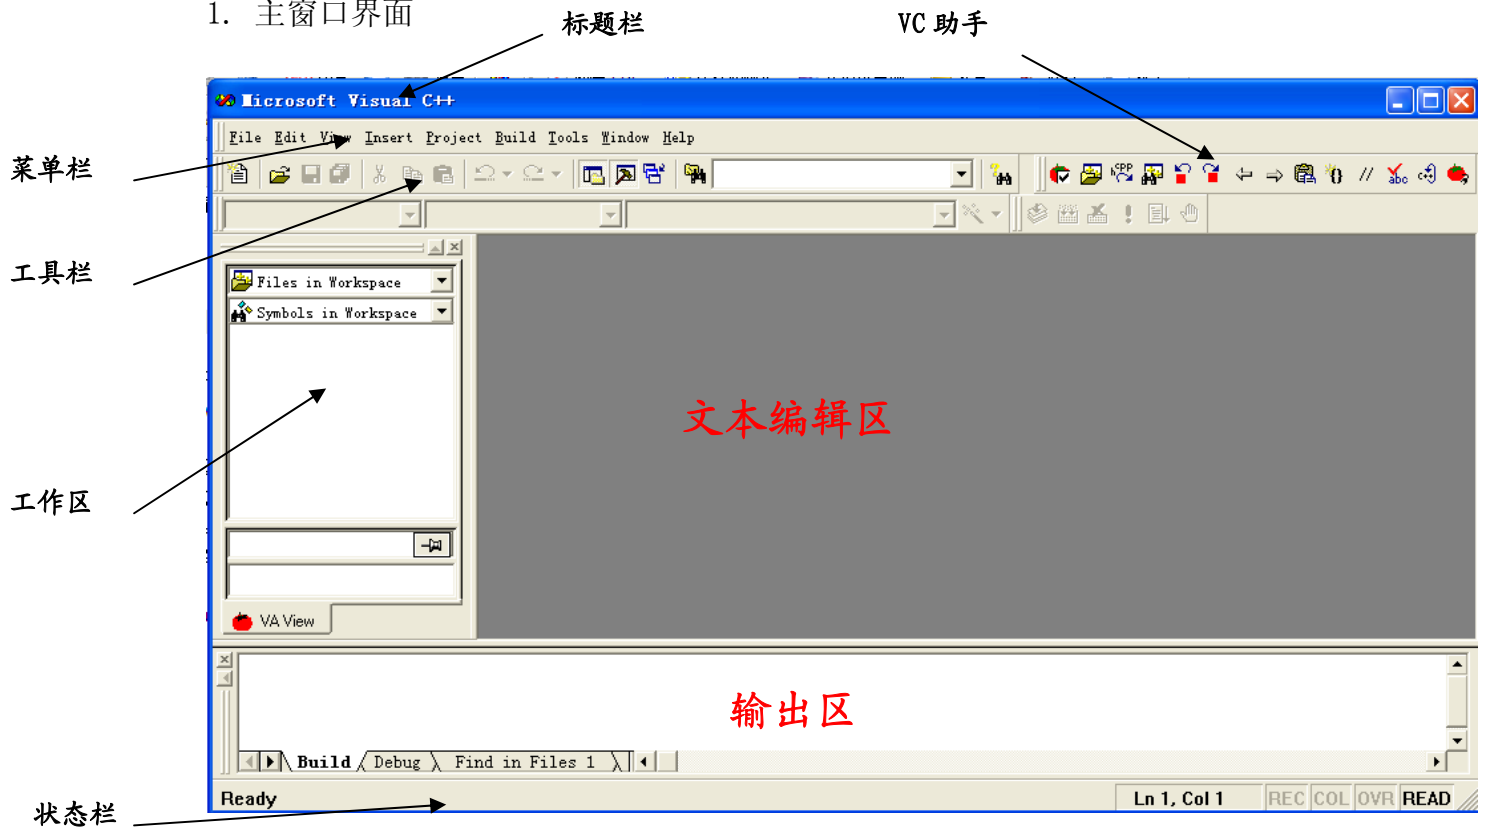 1. 主窗口界面
标题栏
VC 助手
Microsoft Visual C++
File Edit View Insert Project Build Tools Window Help
菜单栏
CPP
{}
//
abc
工具栏
Files in Workspace
Symbols in Workspace
文本编辑区
工作区
VA View
输出区
Build Debug Find in Files 1
Ready
Ln 1, Col 1 REC COL OVR READ
状态栏